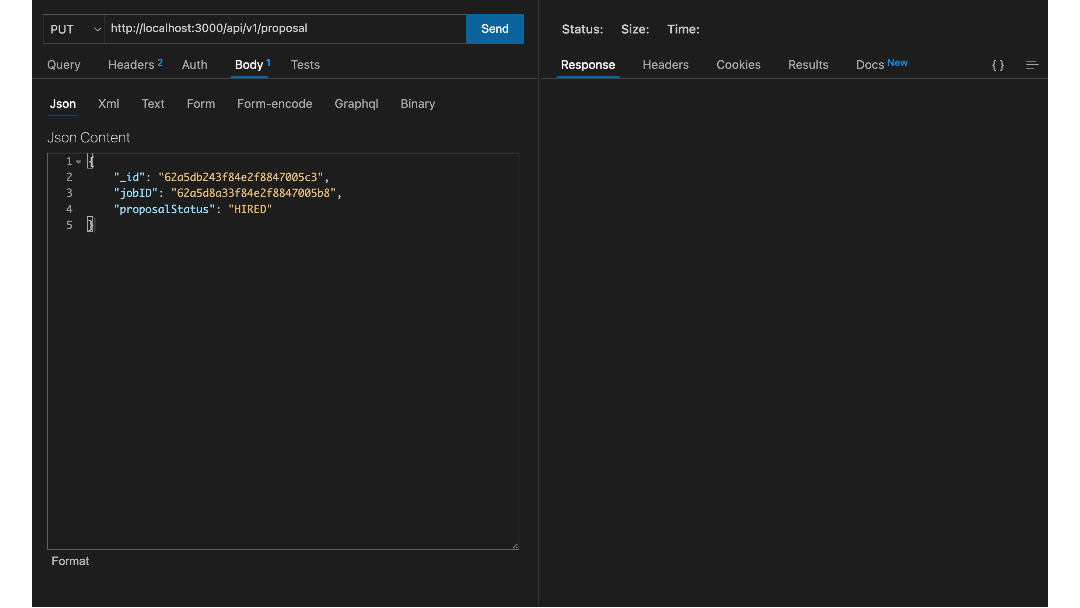 PUT http://localhost:3000/api/v1/proposal Send
Query Headers 2 Auth Body 1 Tests
Json Xml Text Form Form-encode Graphql Binary
Json Content
1 {
2 "_id": "62a5db243f84e2f8847005c3",
3 "jobID": "62a5d8a33f84e2f8847005b8",
4 "proposalStatus": "HIRED"
5 }
Format
Status: Size: Time:
Response Headers Cookies Results Docs New { }